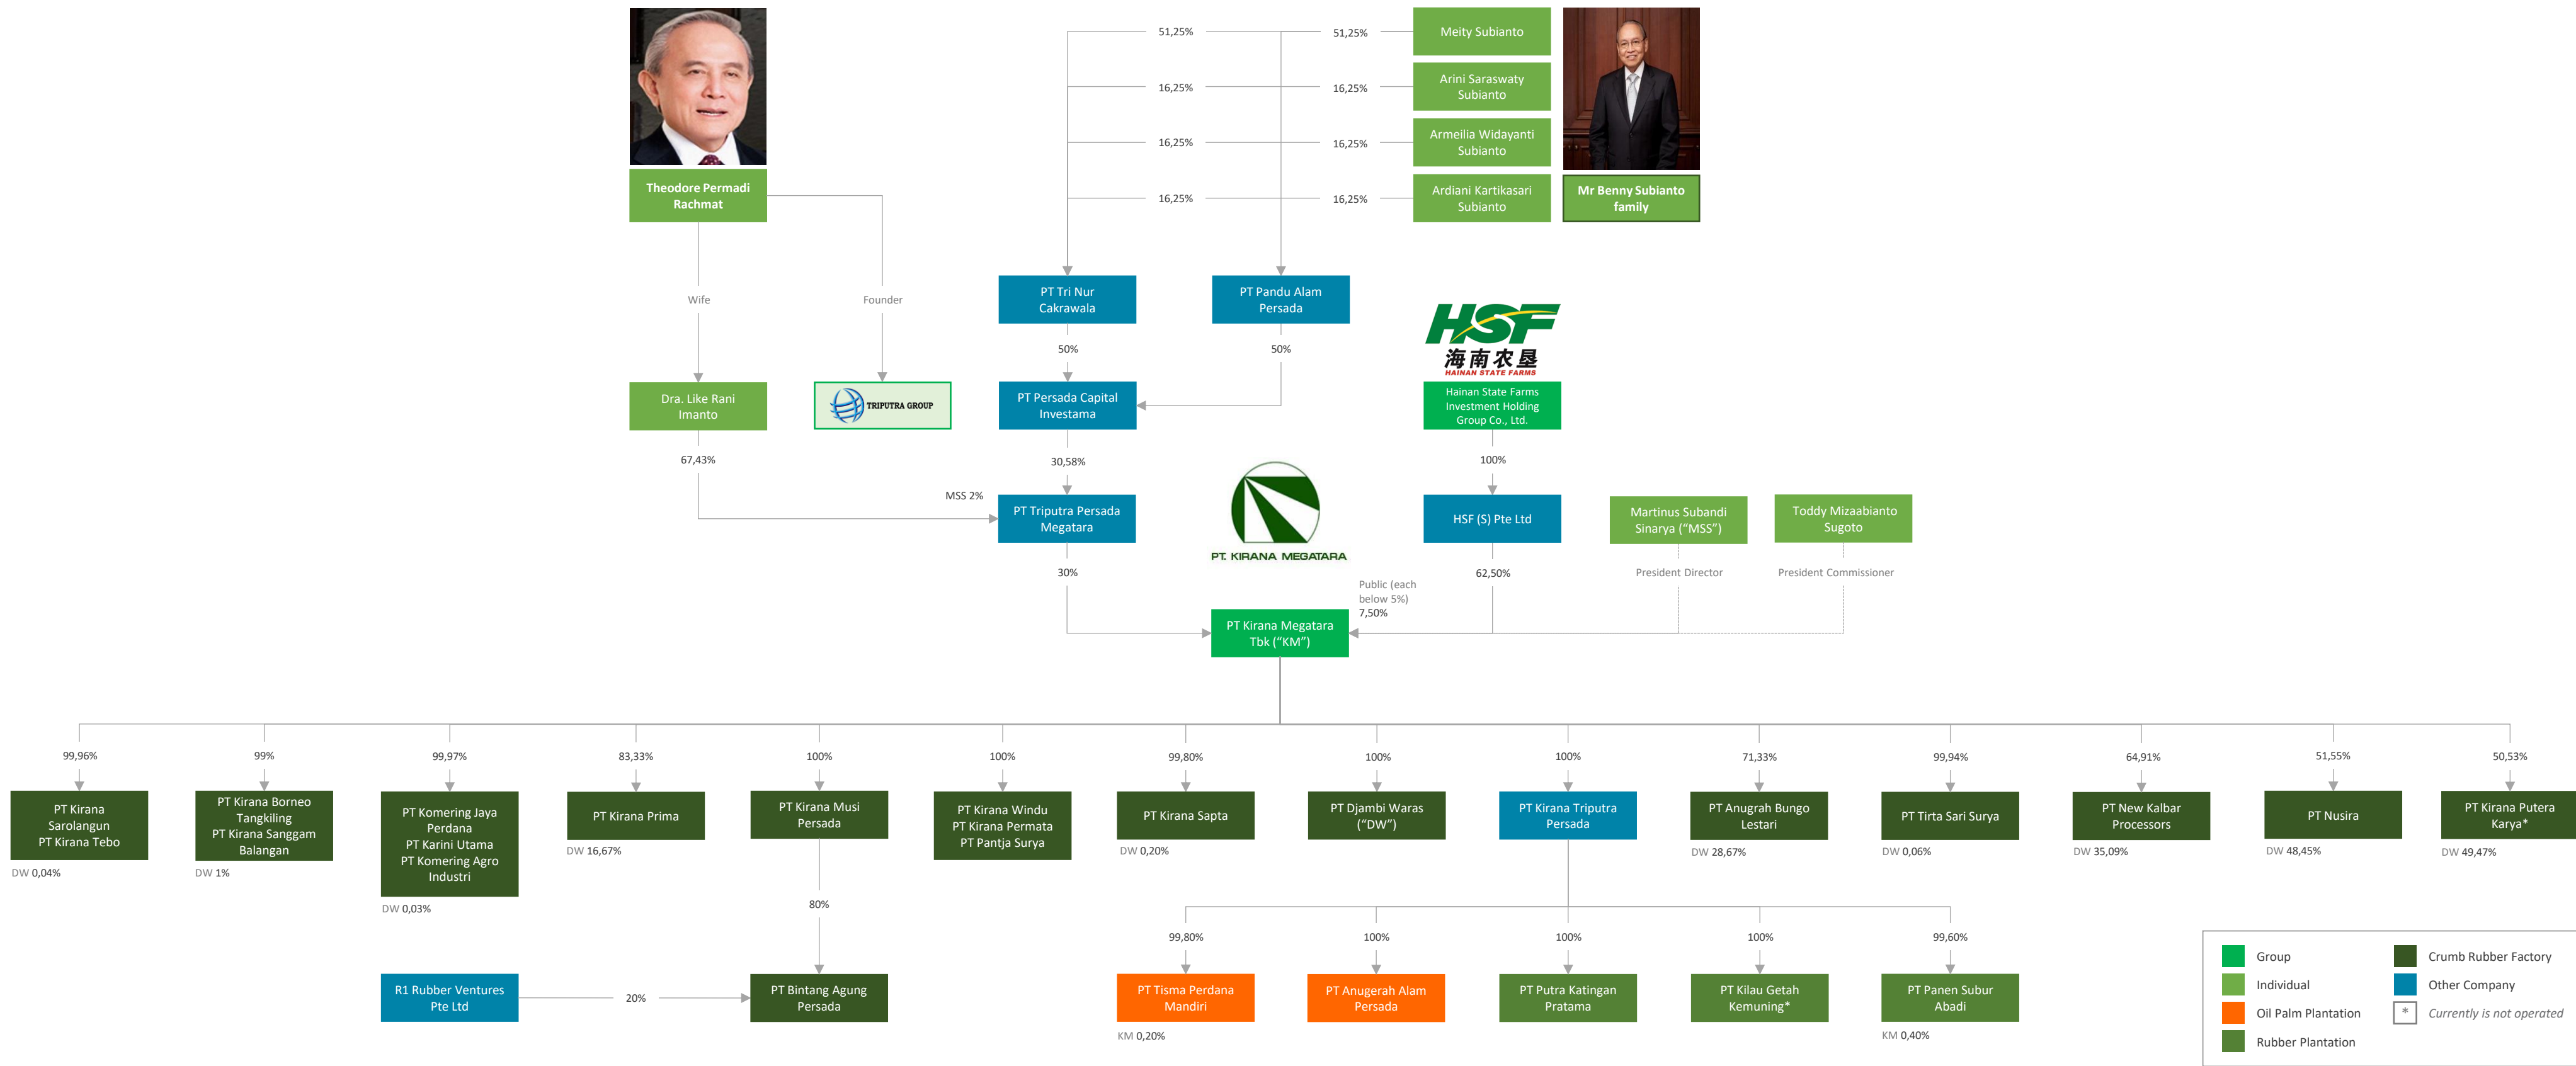 51,25%
51,25%
Meity Subianto
16,25%
16,25%
Arini Saraswaty
Subianto
16,25%
16,25%
Armeilia Widayanti
Subianto
16,25%
16,25%
Ardiani Kartikasari
Subianto
Theodore Permadi
Rachmat
Mr Benny Subianto
family
Wife
Founder
PT Tri Nur
Cakrawala
PT Pandu Alam
Persada
50%
50%
HSF
海南农垦
HAINAN STATE FARMS
Dra. Like Rani
Imanto
TRIPUTRA GROUP
PT Persada Capital
Investama
Hainan State Farms
Investment Holding
Group Co., Ltd.
67,43%
30,58%
100%
MSS 2%
PT Triputra Persada
Megatara
PT. KIRANA MEGATARA
HSF (S) Pte Ltd
Martinus Subandi
Sinarya (“MSS”)
Toddy Mizaabianto
Sugoto
30%
62,50%
President Director
President Commissioner
Public (each
below 5%)
7,50%
PT Kirana Megatara
Tbk (“KM”)
99,96%
99%
99,97%
83,33%
100%
100%
99,80%
100%
100%
71,33%
99,94%
64,91%
51,55%
50,53%
PT Kirana
Sarolangun
PT Kirana Tebo
DW 0,04%
PT Kirana Borneo
Tangkiling
PT Kirana Sanggam
Balangan
DW 1%
PT Komering Jaya
Perdana
PT Karini Utama
PT Komering Agro
Industri
DW 0,03%
PT Kirana Prima
DW 16,67%
PT Kirana Musi
Persada
PT Kirana Windu
PT Kirana Permata
PT Pantja Surya
PT Kirana Sapta
DW 0,20%
PT Djambi Waras
(“DW”)
PT Kirana Triputra
Persada
PT Anugrah Bungo
Lestari
DW 28,67%
PT Tirta Sari Surya
DW 0,06%
PT New Kalbar
Processors
DW 35,09%
PT Nusira
DW 48,45%
PT Kirana Putera
Karya*
DW 49,47%
80%
99,80%
100%
100%
100%
99,60%
R1 Rubber Ventures
Pte Ltd
20%
PT Bintang Agung
Persada
PT Tisma Perdana
Mandiri
KM 0,20%
PT Anugerah Alam
Persada
PT Putra Katingan
Pratama
PT Kilau Getah
Kemuning*
PT Panen Subur
Abadi
KM 0,40%
Group
Individual
Oil Palm Plantation
Rubber Plantation
Crumb Rubber Factory
Other Company
* Currently is not operated